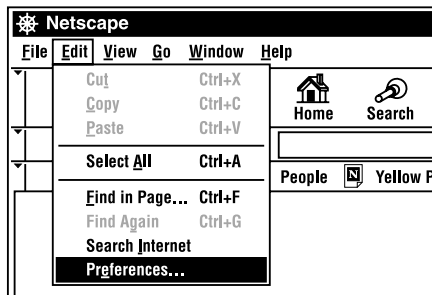 Netscape
File Edit View Go Window Help
Cut Ctrl+X
Copy Ctrl+C
Paste Ctrl+V
Select All Ctrl+A
Find in Page... Ctrl+F
Find Again Ctrl+G
Search Internet
Preferences...
Home Search
People N Yellow P